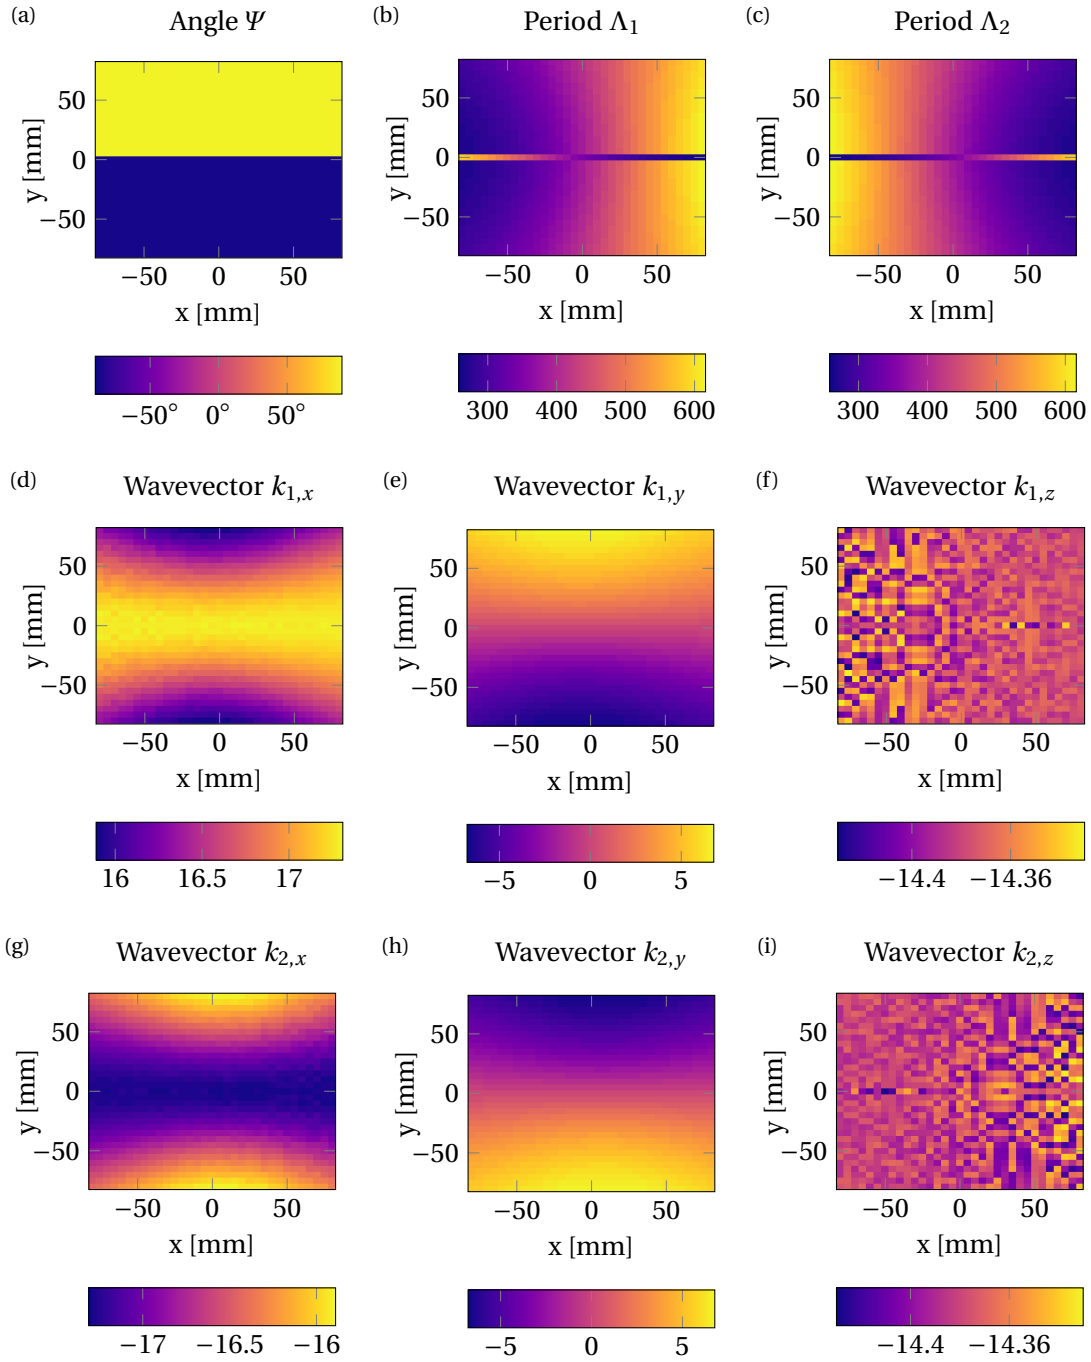 (a) Angle Ψ (b) Period Λ1 (c) Period Λ2
50 50 50
0 0 0
−50 −50 −50
y [mm] y [mm] y [mm]
−50 0 50 −50 0 50 −50 0 50
x [mm] x [mm] x [mm]
−50° 0° 50° 300 400 500 600 300 400 500 600
(d) Wavevector k1,x (e) Wavevector k1,y (f) Wavevector k1,z
50 50 50
0 0 0
−50 −50 −50
y [mm] y [mm] y [mm]
−50 0 50 −50 0 50 −50 0 50
x [mm] x [mm] x [mm]
16 16.5 17 −5 0 5 −14.4 −14.36
(g) Wavevector k2,x (h) Wavevector k2,y (i) Wavevector k2,z
50 50 50
0 0 0
−50 −50 −50
y [mm] y [mm] y [mm]
−50 0 50 −50 0 50 −50 0 50
x [mm] x [mm] x [mm]
−17 −16.5 −16 −5 0 5 −14.4 −14.36